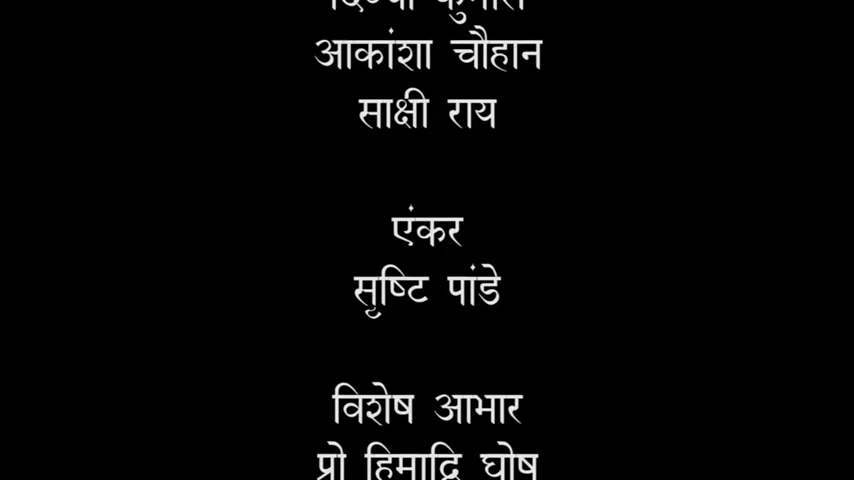 आकांशा चौहान
साक्षी राय
एंकर
सृष्टि पांडे
विशेष आभार
प्रो हिमाद्रि घोष